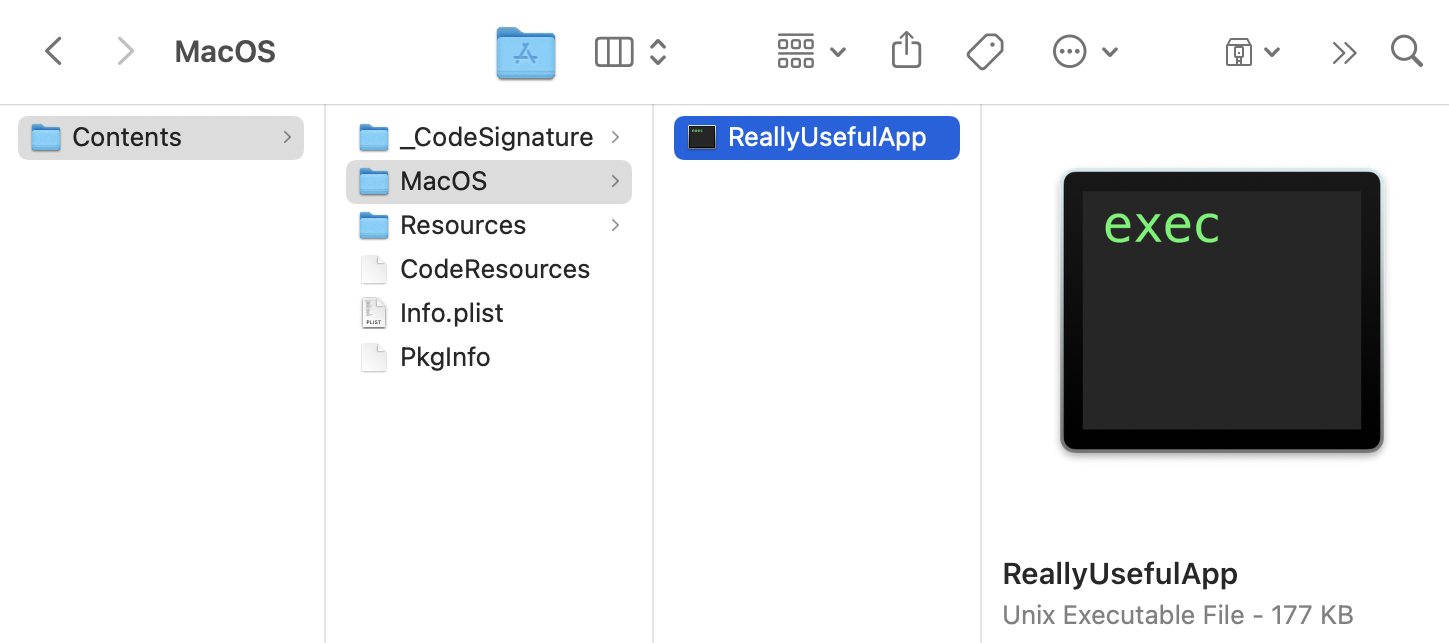 MacOS
Contents
_CodeSignature
MacOS
Resources
CodeResources
Info.plist
PkgInfo
ReallyUsefulApp
exec
ReallyUsefulApp
Unix Executable File - 177 KB